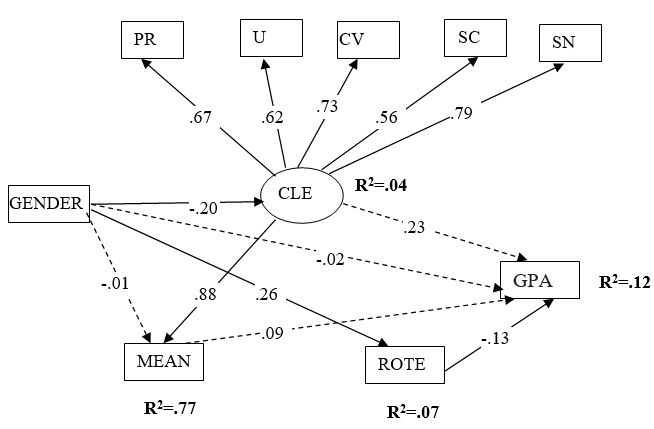 PR
U
CV
SC
SN
.67
.62
.73
.56
.79
CLE
R²=.04
GENDER
-.20
.23
-.02
GPA
R²=.12
-.01
.88
.26
.09
-.13
MEAN
ROTE
R²=.77
R²=.07